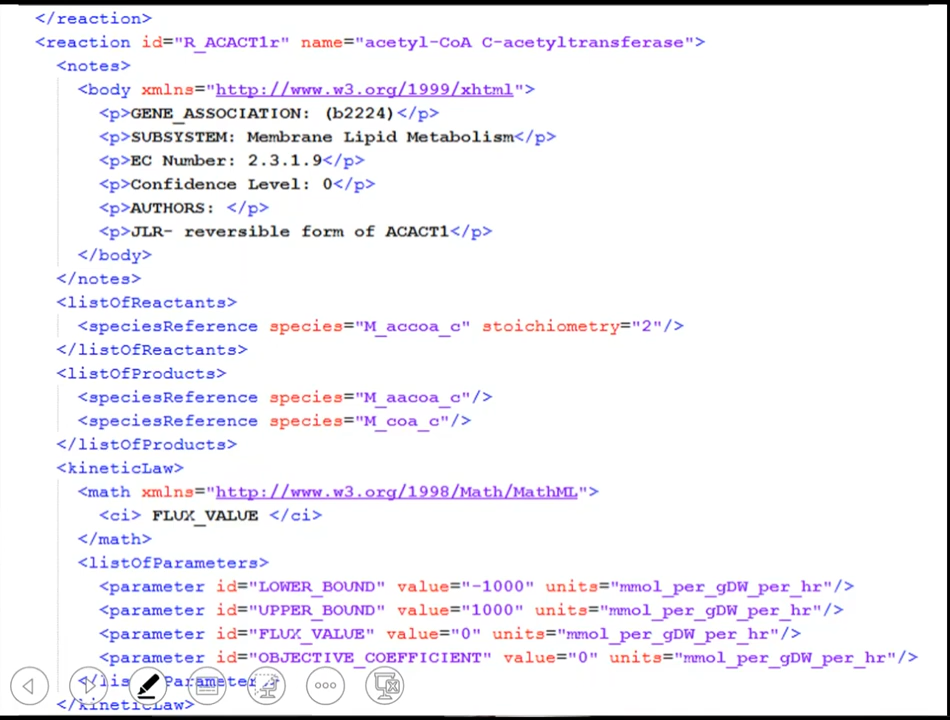 </reaction>
<reaction id="R_ACACT1r" name="acetyl-CoA C-acetyltransferase">
<notes>
<body xmlns="http://www.w3.org/1999/xhtml">
<p>GENE_ASSOCIATION: (b2224)</p>
<p>SUBSYSTEM: Membrane Lipid Metabolism</p>
<p>EC Number: 2.3.1.9</p>
<p>Confidence Level: 0</p>
<p>AUTHORS: </p>
<p>JLR- reversible form of ACACT1</p>
</body>
</notes>
<listOfReactants>
<speciesReference species="M_accoa_c" stoichiometry="2"/>
</listOfReactants>
<listOfProducts>
<speciesReference species="M_aacoa_c"/>
<speciesReference species="M_coa_c"/>
</listOfProducts>
<kineticLaw>
<math xmlns="http://www.w3.org/1998/Math/MathML">
<ci> FLUX_VALUE </ci>
</math>
<listOfParameters>
<parameter id="LOWER_BOUND" value="-1000" units="mmol_per_gDW_per_hr"/>
<parameter id="UPPER_BOUND" value="1000" units="mmol_per_gDW_per_hr"/>
<parameter id="FLUX_VALUE" value="0" units="mmol_per_gDW_per_hr"/>
<parameter id="OBJECTIVE_COEFFICIENT" value="0" units="mmol_per_gDW_per_hr"/>
</kineticLaw>